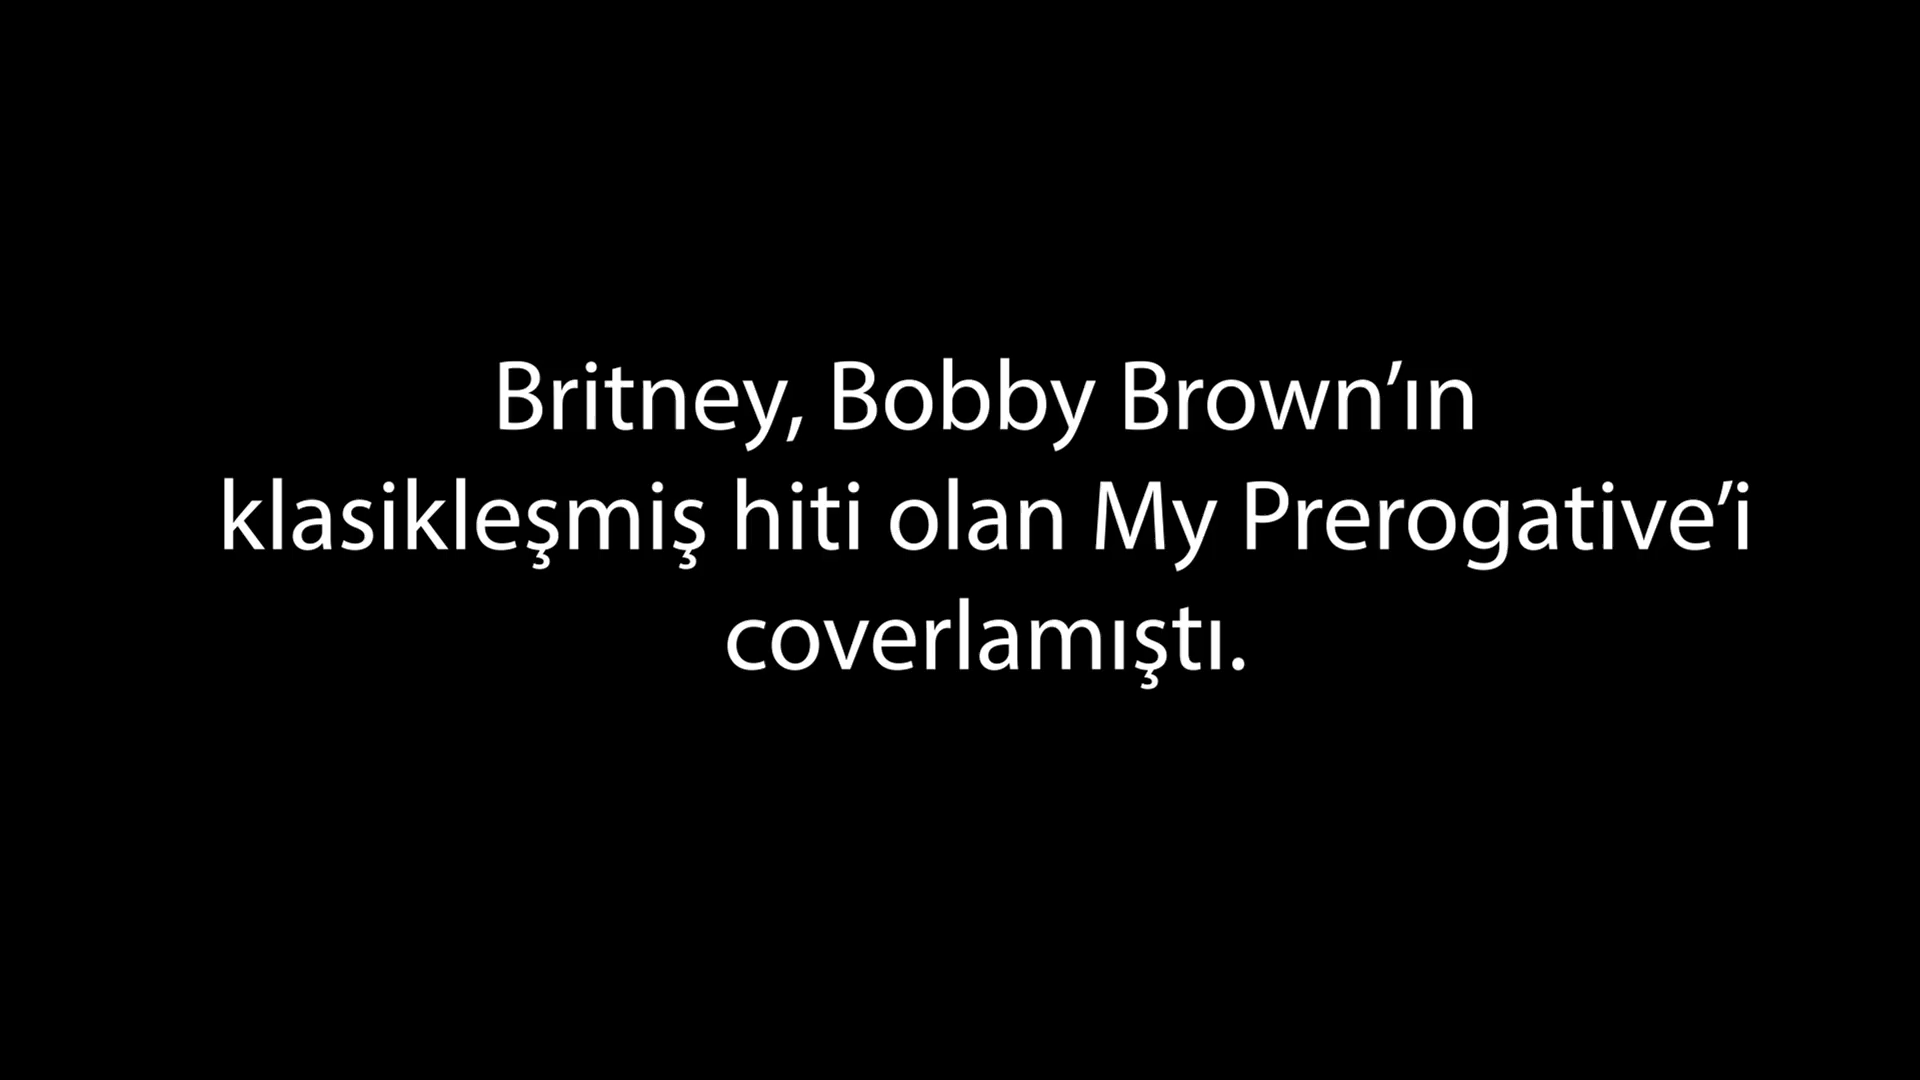 Britney, Bobby Brown’ın
klasikleşmiş hiti olan My Prerogative’i
coverlamıştı.